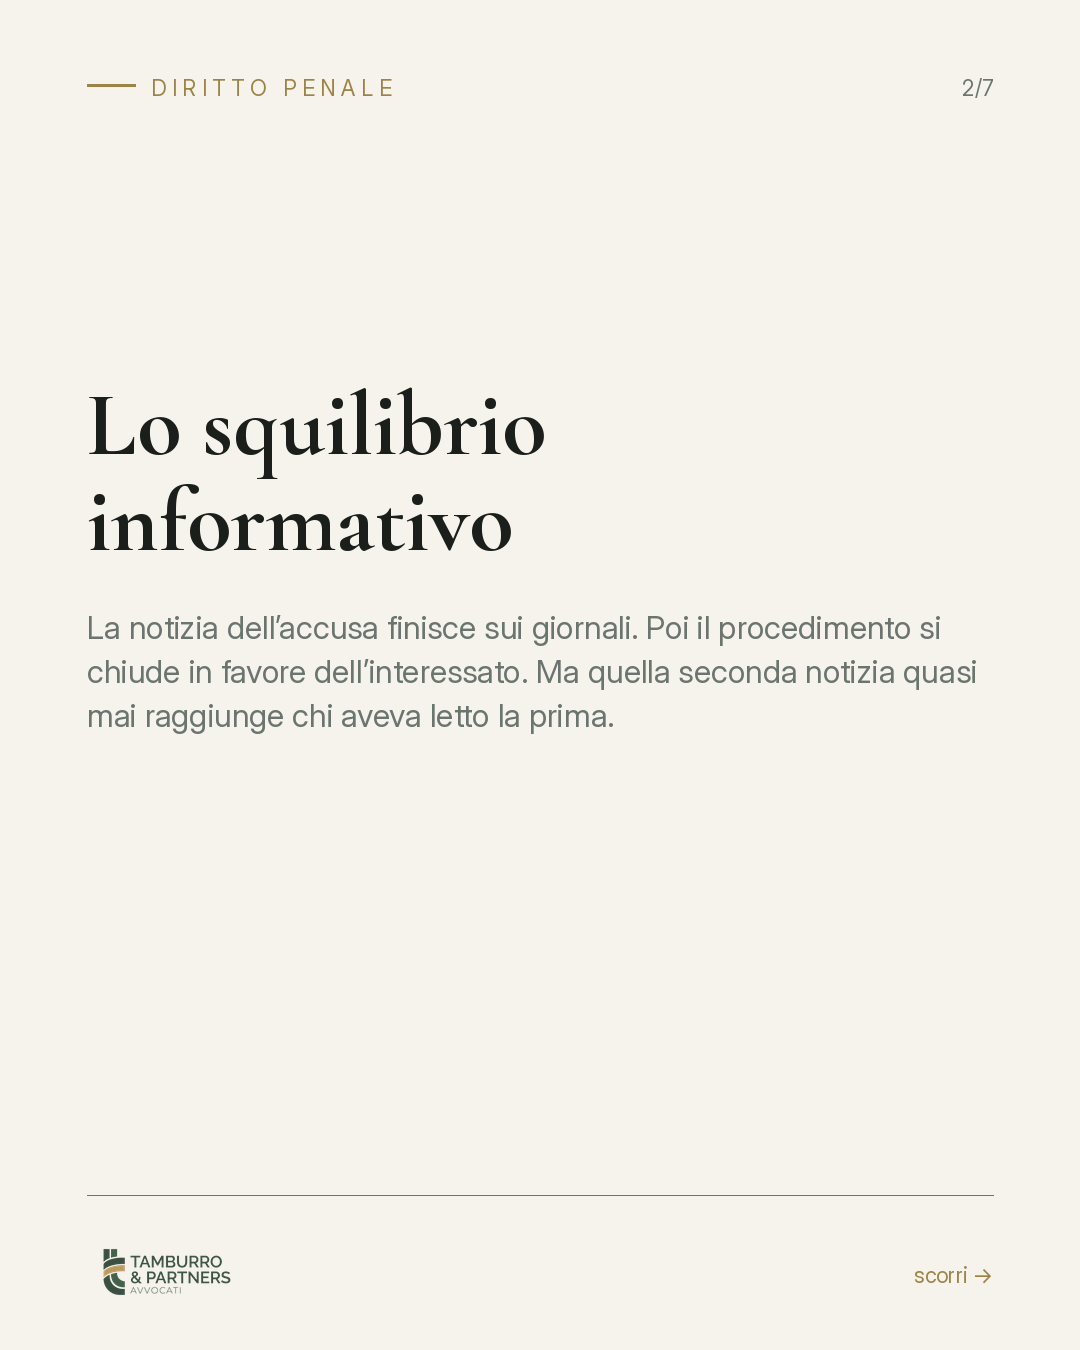 DIRITTO PENALE
2/7
Lo squilibrio
informativo
La notizia dell’accusa finisce sui giornali. Poi il procedimento si
chiude in favore dell’interessato. Ma quella seconda notizia quasi
mai raggiunge chi aveva letto la prima.
TAMBURRO
& PARTNERS
AVVOCATI
scorri →